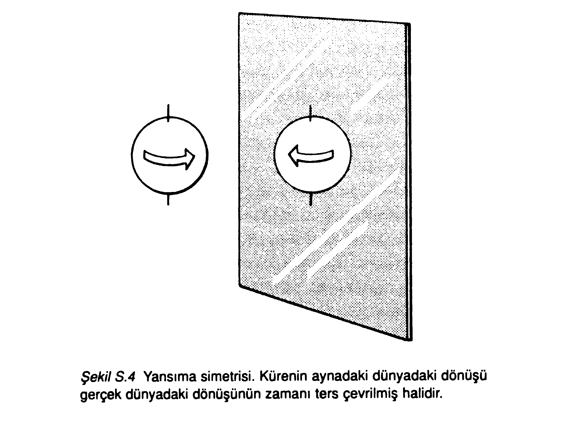 Şekil S.4 Yansıma simetrisi. Kürenin aynadaki dünyadaki dönüşü
gerçek dünyadaki dönüşünün zamanı ters çevrilmiş halidir.